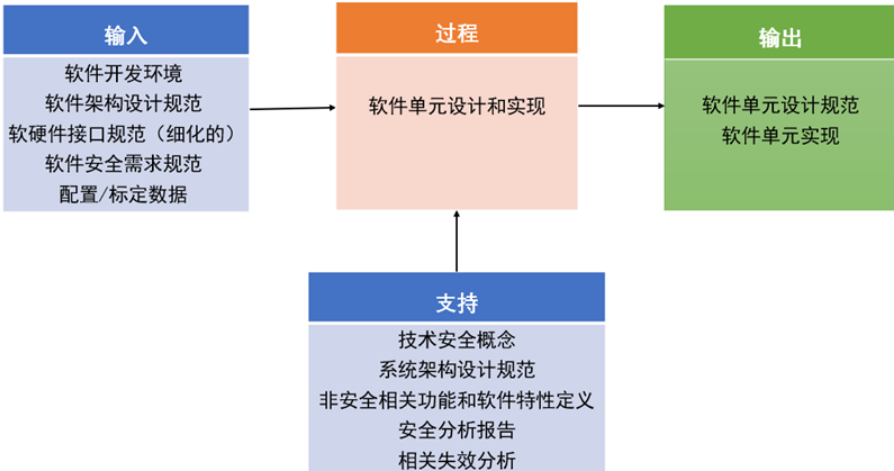 输入
软件开发环境
软件架构设计规范
软硬件接口规范（细化的）
软件安全需求规范
配置/标定数据
过程
软件单元设计和实现
输出
软件单元设计规范
软件单元实现
支持
技术安全概念
系统架构设计规范
非安全相关功能和软件特性定义
安全分析报告
相关失效分析